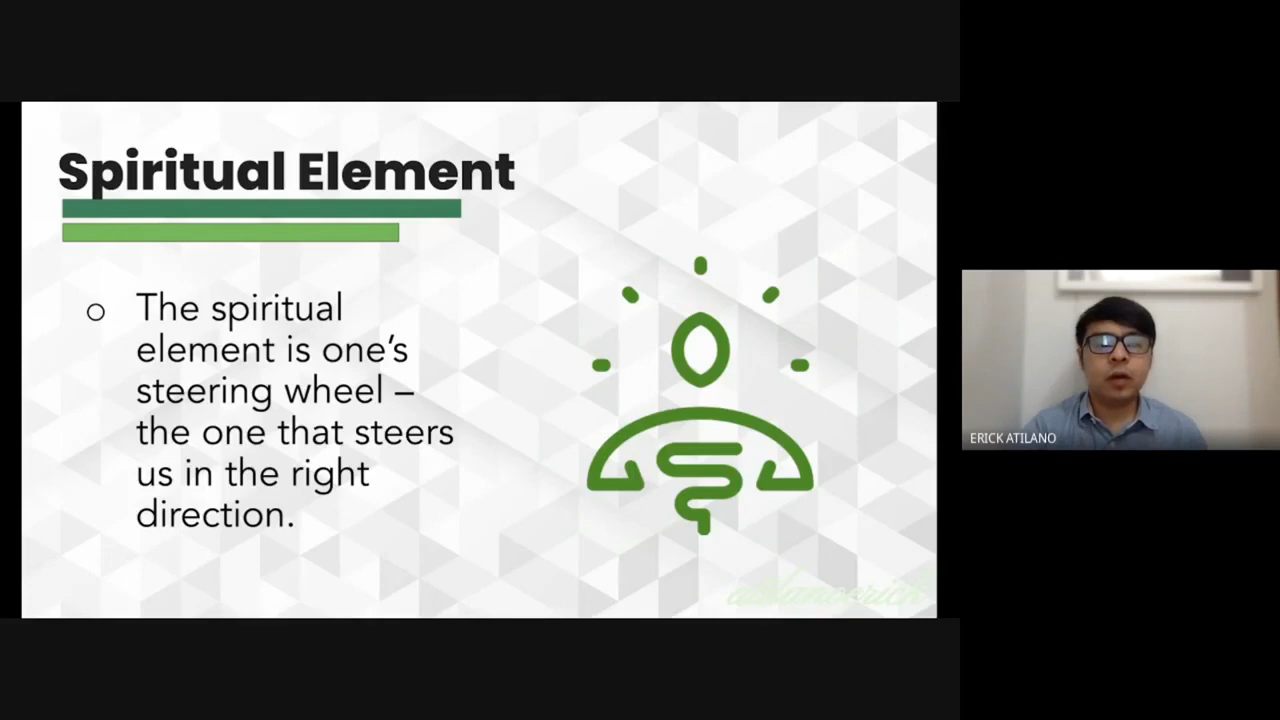 Spiritual Element
○ The spiritual
element is one’s
steering wheel –
the one that steers
us in the right
direction.
atilanoerick
ERICK ATILANO